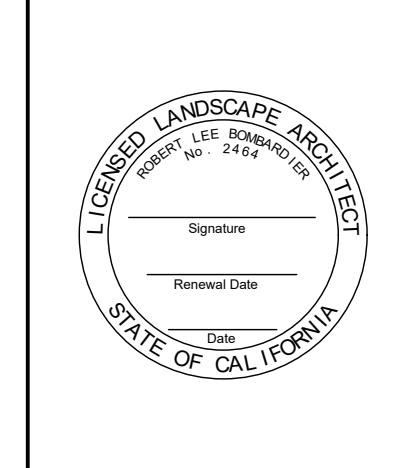 LICENSED LANDSCAPE ARCHITECT
ROBERT LEE BOMBARDIER
No. 2464
Signature
Renewal Date
Date
STATE OF CALIFORNIA